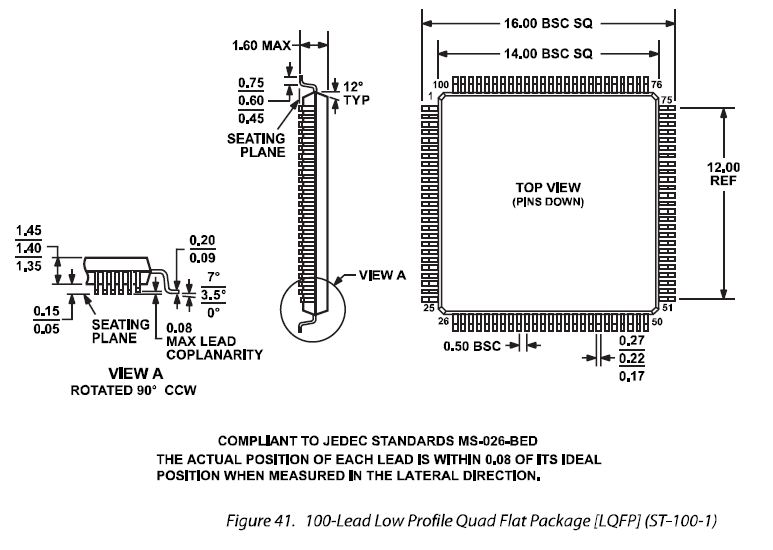 16.00 BSC SQ
1.60 MAX
14.00 BSC SQ
0.75
0.60
0.45
12°
TYP
SEATING
PLANE
100
76
1
75
TOP VIEW
(PINS DOWN)
12.00
REF
1.45
1.40
1.35
0.20
0.09
7°
3.5°
0°
0.15
0.05
SEATING
PLANE
0.08
MAX LEAD
COPLANARITY
VIEW A
ROTATED 90° CCW
VIEW A
25
51
26
50
0.50 BSC
0.27
0.22
0.17
COMPLIANT TO JEDEC STANDARDS MS-026-BED
THE ACTUAL POSITION OF EACH LEAD IS WITHIN 0.08 OF ITS IDEAL
POSITION WHEN MEASURED IN THE LATERAL DIRECTION.
Figure 41. 100-Lead Low Profile Quad Flat Package [LQFP] (ST-100-1)